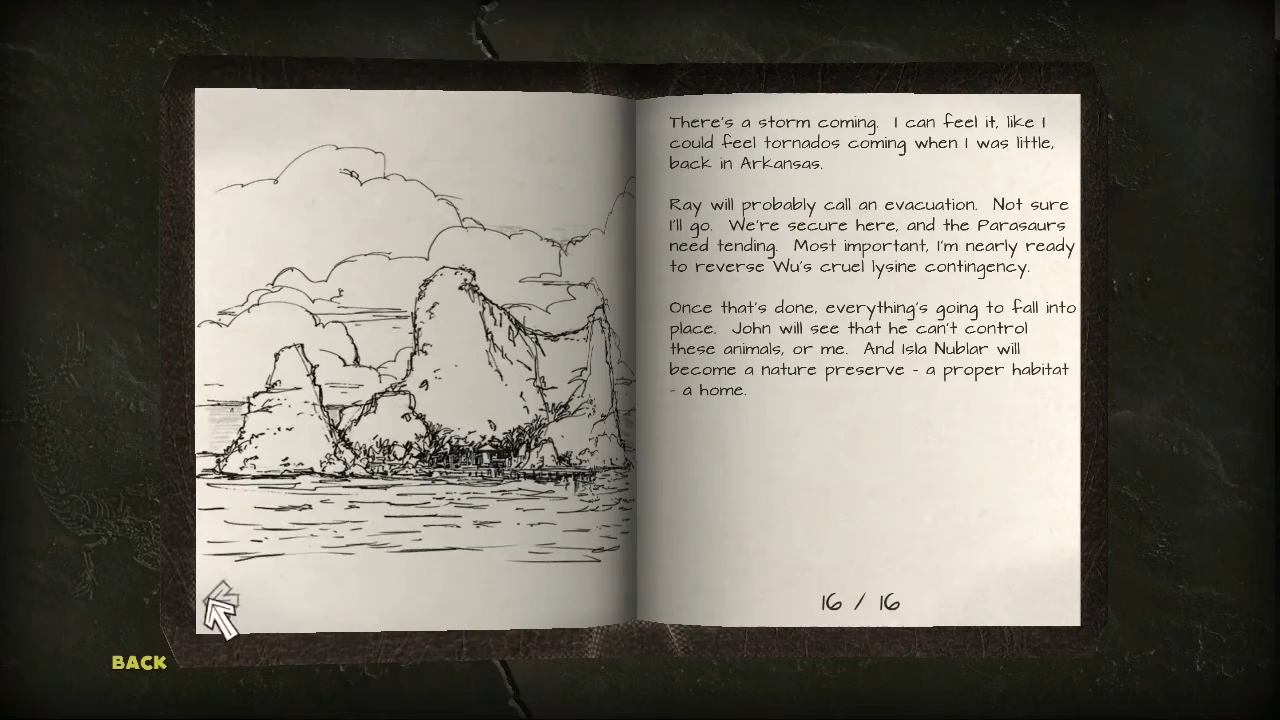 There's a storm coming.  I can feel it, like I
could feel tornados coming when I was little,
back in Arkansas.
Ray will probably call an evacuation.  Not sure
I'll go.  We're secure here, and the Parasaurs
need tending.  Most important, I'm nearly ready
to reverse Wu's cruel lysine contingency.
Once that's done, everything's going to fall into
place.  John will see that he can't control
these animals, or me.  And Isla Nublar will
become a nature preserve - a proper habitat
- a home.
16 / 16
BACK